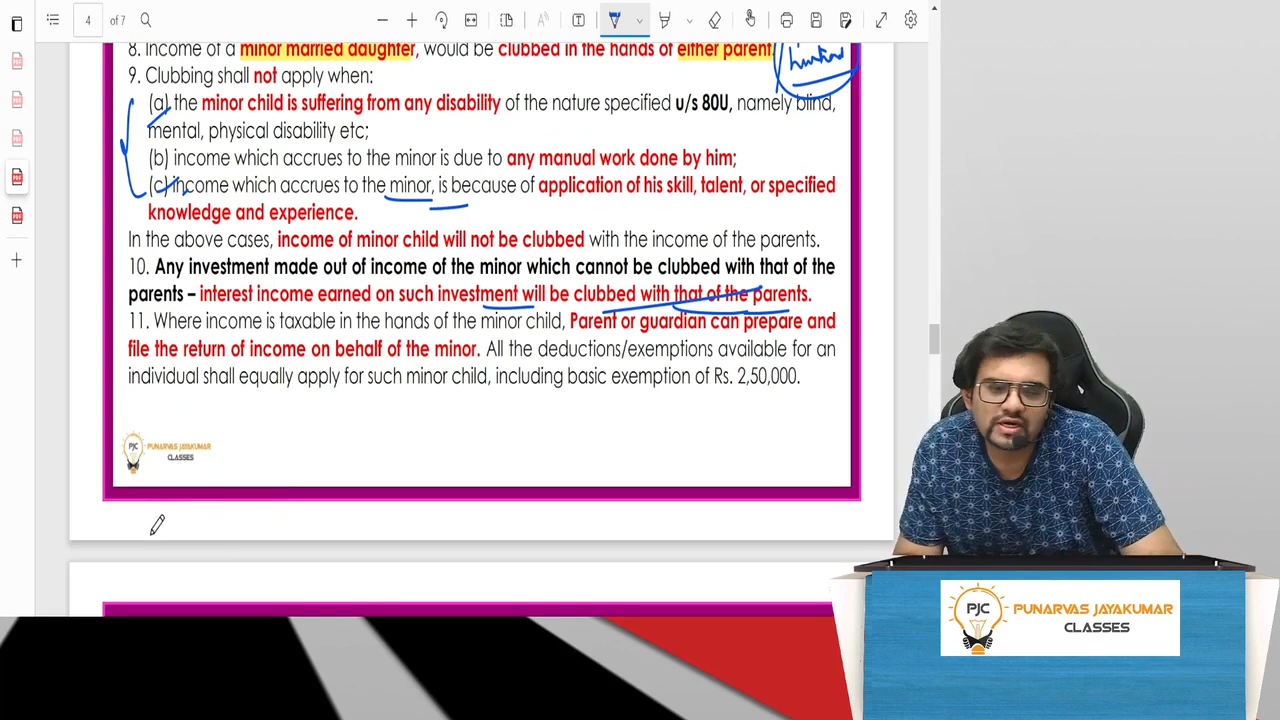 4 of 7
8. Income of a minor married daughter, would be clubbed in the hands of either parent.
9. Clubbing shall not apply when:
(a) the minor child is suffering from any disability of the nature specified u/s 80U, namely blind,
mental, physical disability etc;
(b) income which accrues to the minor is due to any manual work done by him;
(c) income which accrues to the minor, is because of application of his skill, talent, or specified
knowledge and experience.
In the above cases, income of minor child will not be clubbed with the income of the parents.
10. Any investment made out of income of the minor which cannot be clubbed with that of the
parents – interest income earned on such investment will be clubbed with that of the parents.
11. Where income is taxable in the hands of the minor child, Parent or guardian can prepare and
file the return of income on behalf of the minor. All the deductions/exemptions available for an
individual shall equally apply for such minor child, including basic exemption of Rs. 2,50,000.
PJC PUNARVAS JAYAKUMAR
CLASSES
PJC PUNARVAS JAYAKUMAR
CLASSES